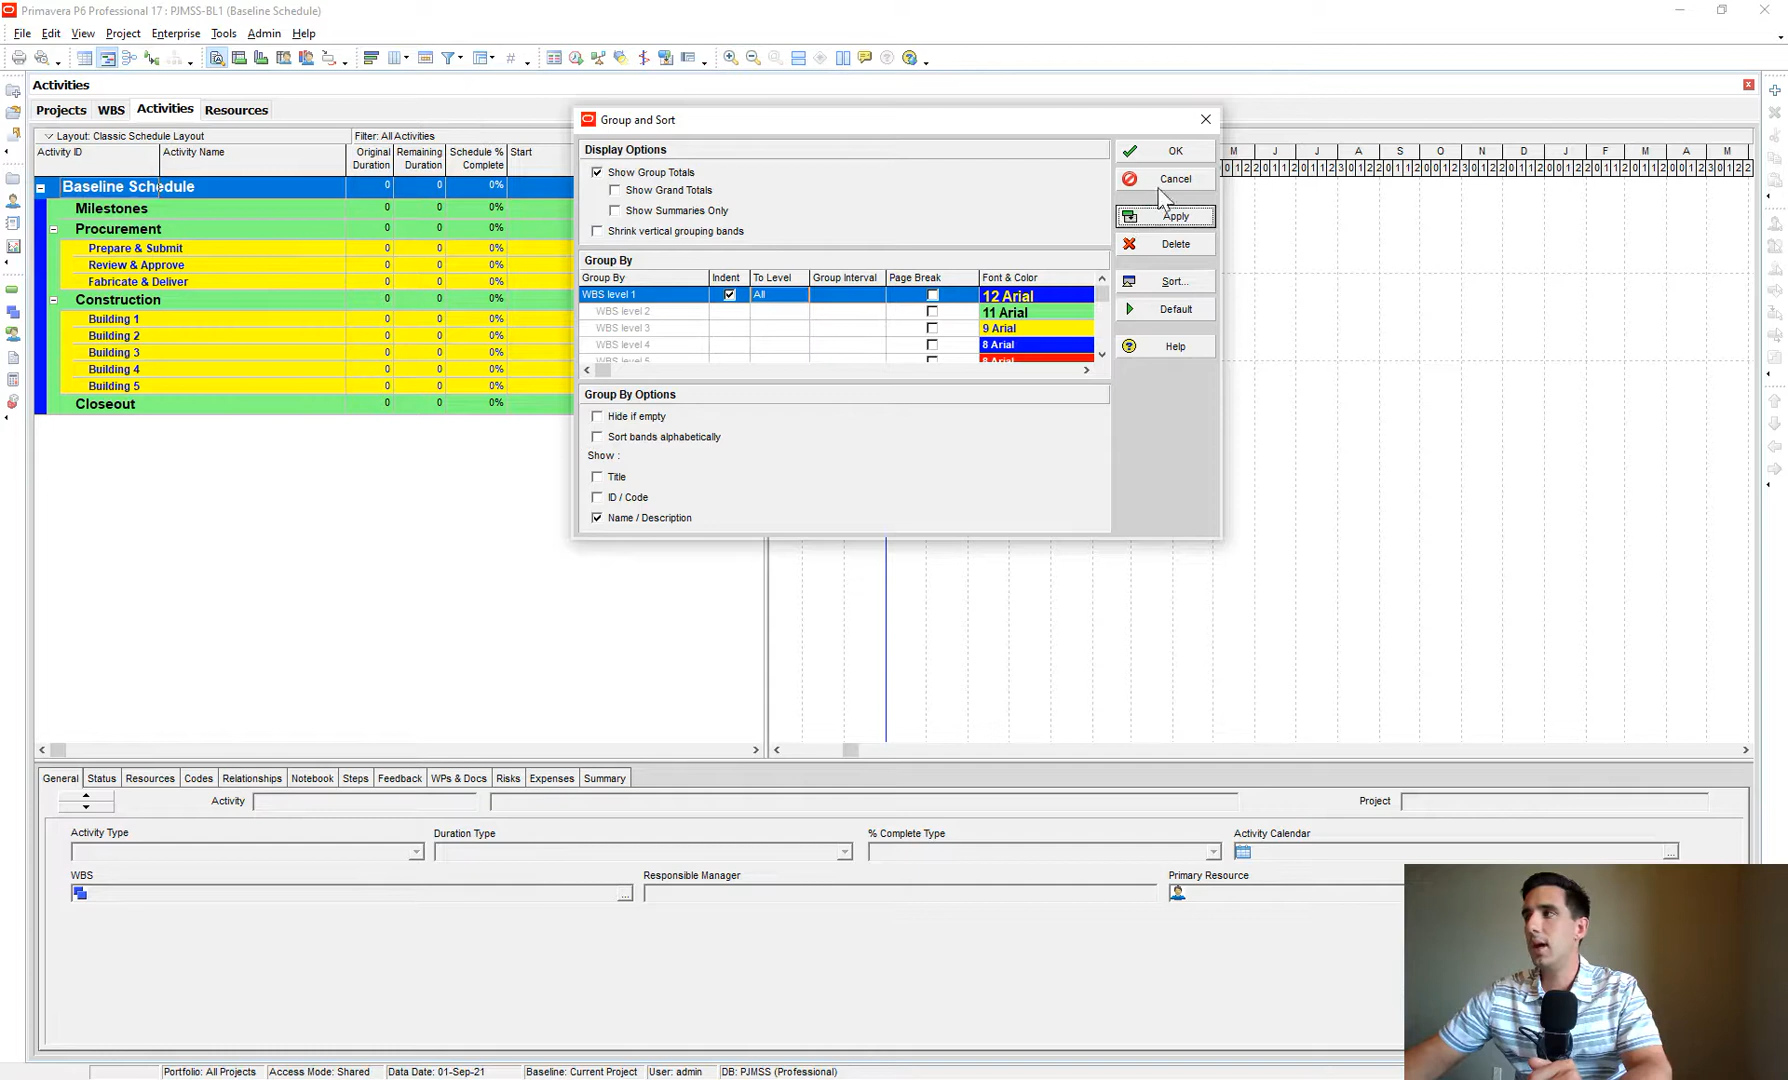 Primavera P6 Professional 17 : PJMSS-BL1 (Baseline Schedule)
File Edit View Project Enterprise Tools Admin Help
Activities
Projects WBS Activities Resources
Layout: Classic Schedule Layout Filter: All Activities
Activity ID Activity Name Original Duration Remaining Duration Schedule % Complete Start
Baseline Schedule 0 0 0%
Milestones 0 0 0%
Procurement 0 0 0%
Prepare & Submit 0 0 0%
Review & Approve 0 0 0%
Fabricate & Deliver 0 0 0%
Construction 0 0 0%
Building 1 0 0 0%
Building 2 0 0 0%
Building 3 0 0 0%
Building 4 0 0 0%
Building 5 0 0 0%
Closeout 0 0 0%
Group and Sort
Display Options
Show Group Totals
Show Grand Totals
Show Summaries Only
Shrink vertical grouping bands
Group By
Group By Indent To Level Group Interval Page Break Font & Color
WBS level 1 All 12 Arial
WBS level 2 11 Arial
WBS level 3 9 Arial
WBS level 4 8 Arial
WBS level 5 8 Arial
Group By Options
Hide if empty
Sort bands alphabetically
Show :
Title
ID / Code
Name / Description
OK
Cancel
Apply
Delete
Sort...
Default
Help
M J J A S O N D J F M A M
General Status Resources Codes Relationships Notebook Steps Feedback WPs & Docs Risks Expenses Summary
Activity Project
Activity Type Duration Type % Complete Type Activity Calendar
WBS Responsible Manager Primary Resource
Portfolio: All Projects Access Mode: Shared Data Date: 01-Sep-21 Baseline: Current Project User: admin DB: PJMSS (Professional)